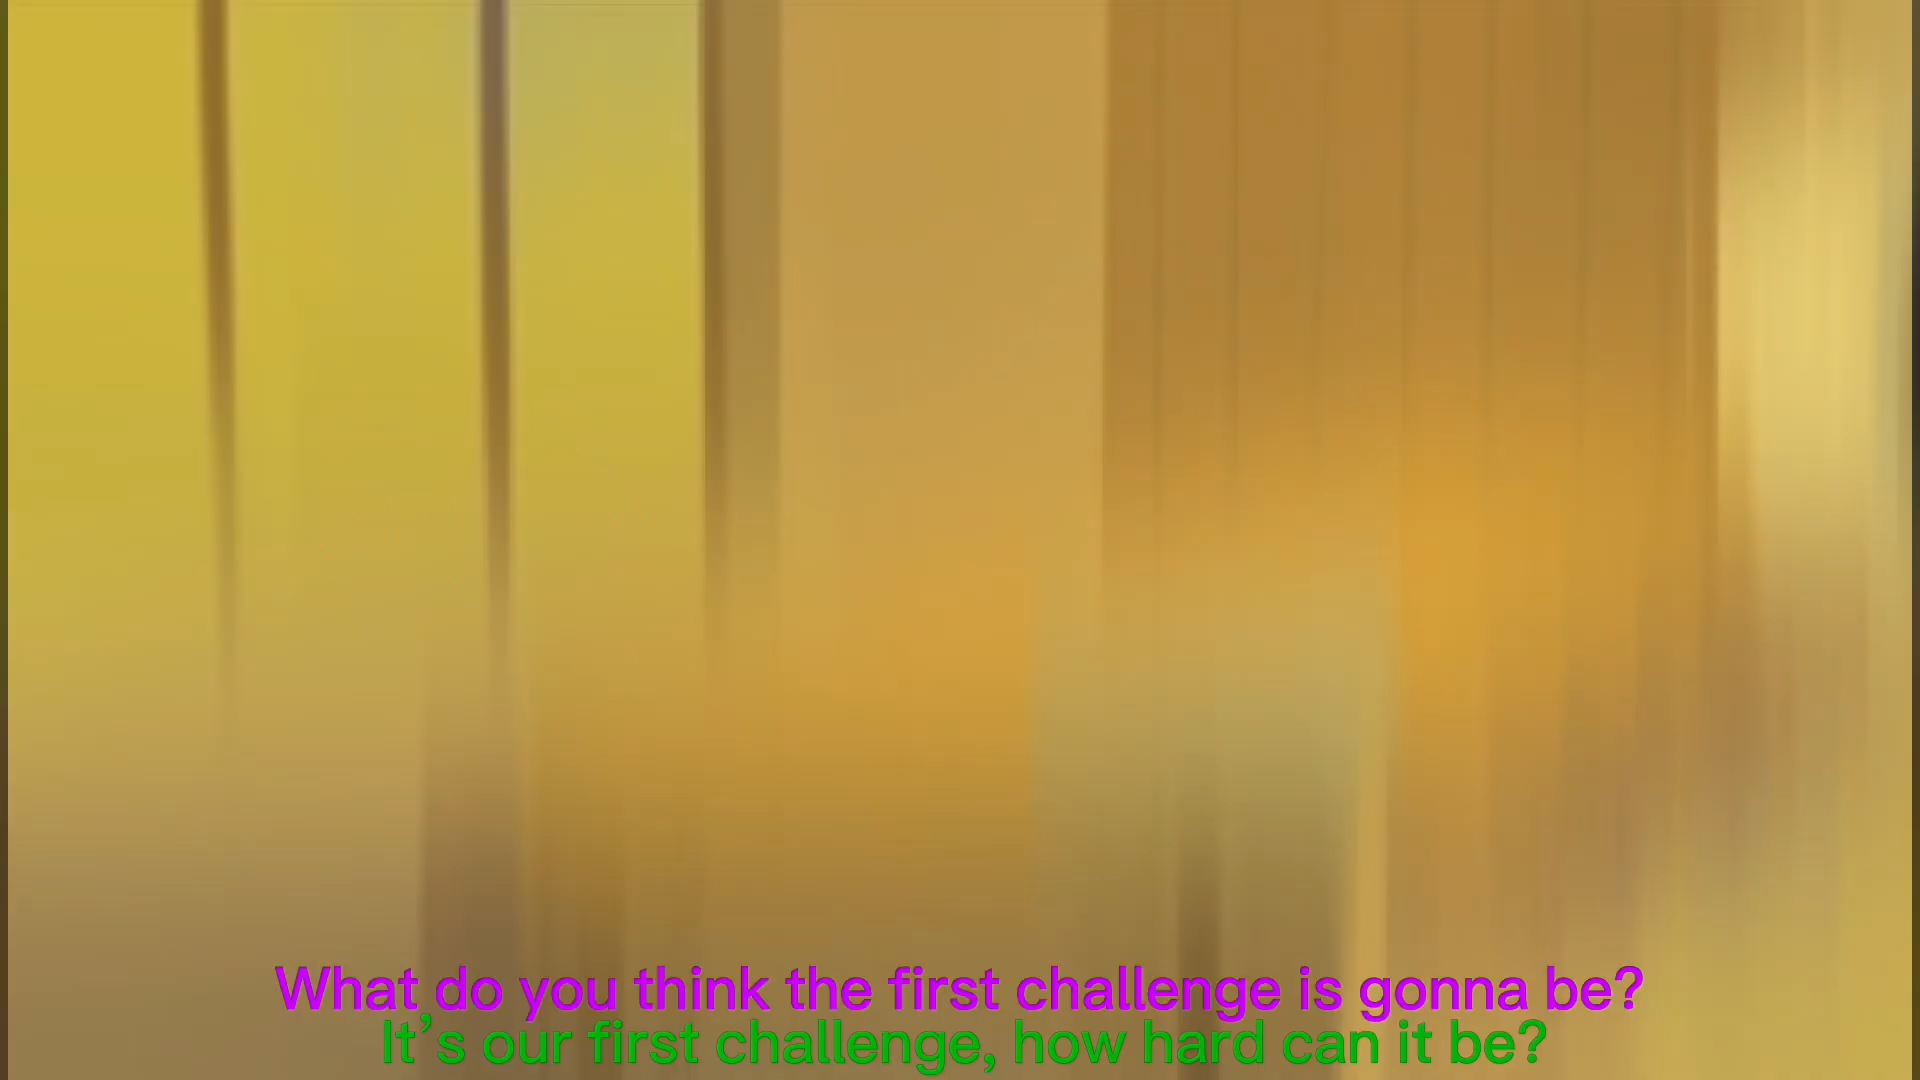 What do you think the first challenge is gonna be?
It's our first challenge, how hard can it be?